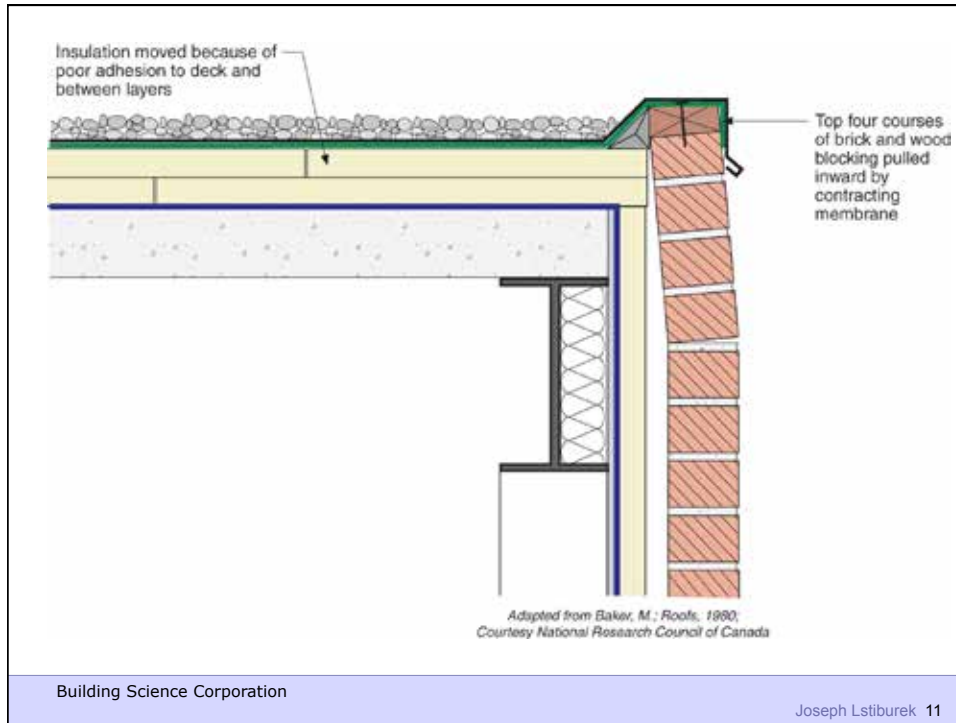 Insulation moved because of
poor adhesion to deck and
between layers
Top four courses
of brick and wood
blocking pulled
inward by
contracting
membrane
Adapted from Baker, M.; Roofs, 1980;
Courtesy National Research Council of Canada
Building Science Corporation
Joseph Lstiburek 11